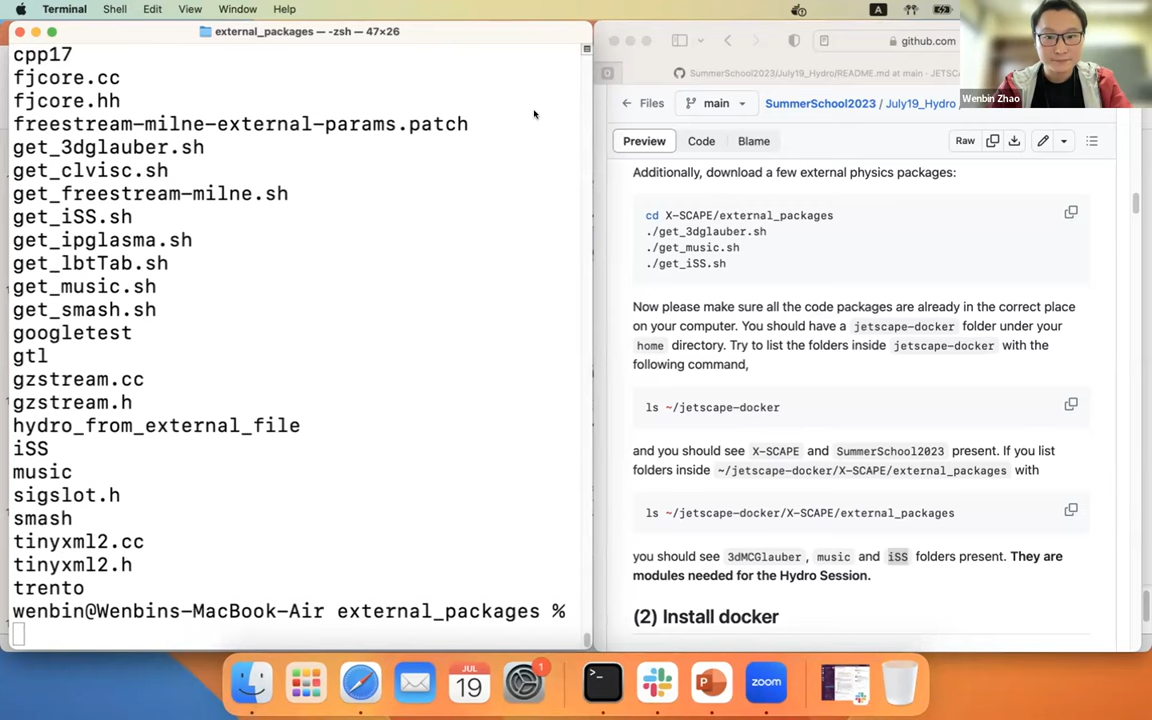 Terminal Shell Edit View Window Help A
external_packages — -zsh — 47×26
cpp17
fjcore.cc
fjcore.hh
freestream-milne-external-params.patch
get_3dglauber.sh
get_clvisc.sh
get_freestream-milne.sh
get_iSS.sh
get_ipglasma.sh
get_lbtTab.sh
get_music.sh
get_smash.sh
googletest
gtl
gzstream.cc
gzstream.h
hydro_from_external_file
iSS
music
sigslot.h
smash
tinyxml2.cc
tinyxml2.h
trento
wenbin@Wenbins-MacBook-Air external_packages %
github.com
SummerSchool2023/July19_Hydro/README.md at main · JETSCA
Wenbin Zhao
Files main SummerSchool2023 / July19_Hydro
Preview Code Blame Raw
Additionally, download a few external physics packages:
cd X-SCAPE/external_packages
./get_3dglauber.sh
./get_music.sh
./get_iSS.sh
Now please make sure all the code packages are already in the correct place
on your computer. You should have a jetscape-docker folder under your
home directory. Try to list the folders inside jetscape-docker with the
following command,
ls ~/jetscape-docker
and you should see X-SCAPE and SummerSchool2023 present. If you list
folders inside ~/jetscape-docker/X-SCAPE/external_packages with
ls ~/jetscape-docker/X-SCAPE/external_packages
you should see 3dMCGlauber , music and iSS folders present. They are
modules needed for the Hydro Session.
(2) Install docker
JUL
19
1
zoom